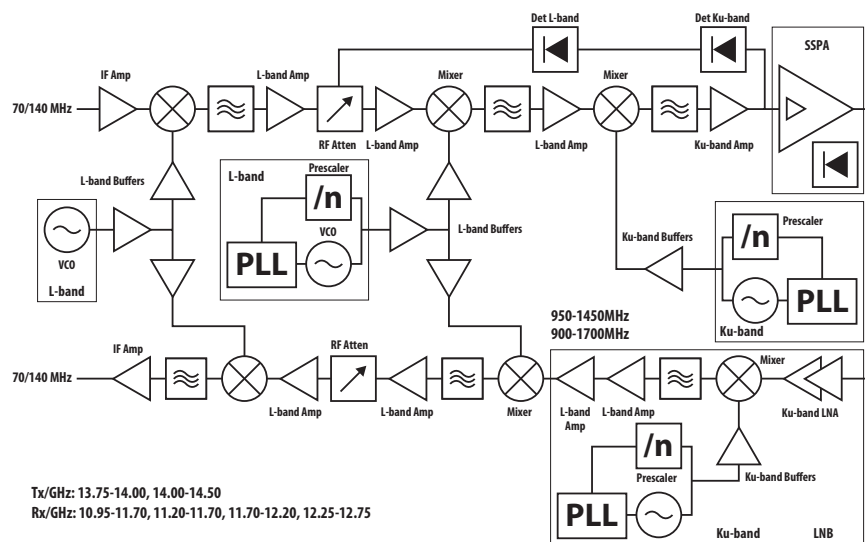 Det L-band
Det Ku-band
SSPA
IF Amp
L-band Amp
Mixer
Mixer
70/140 MHz
RF Atten
L-band Amp
L-band Amp
Ku-band Amp
L-band Buffers
L-band
Prescaler
/n
VCO
PLL
L-band Buffers
VCO
L-band
Ku-band Buffers
Prescaler
/n
PLL
Ku-band
950-1450MHz
900-1700MHz
IF Amp
RF Atten
Mixer
70/140 MHz
L-band Amp
L-band Amp
Mixer
L-band
Amp
L-band Amp
Ku-band LNA
/n
Prescaler
PLL
Ku-band Buffers
Ku-band
LNB
Tx/GHz: 13.75-14.00, 14.00-14.50
Rx/GHz: 10.95-11.70, 11.20-11.70, 11.70-12.20, 12.25-12.75